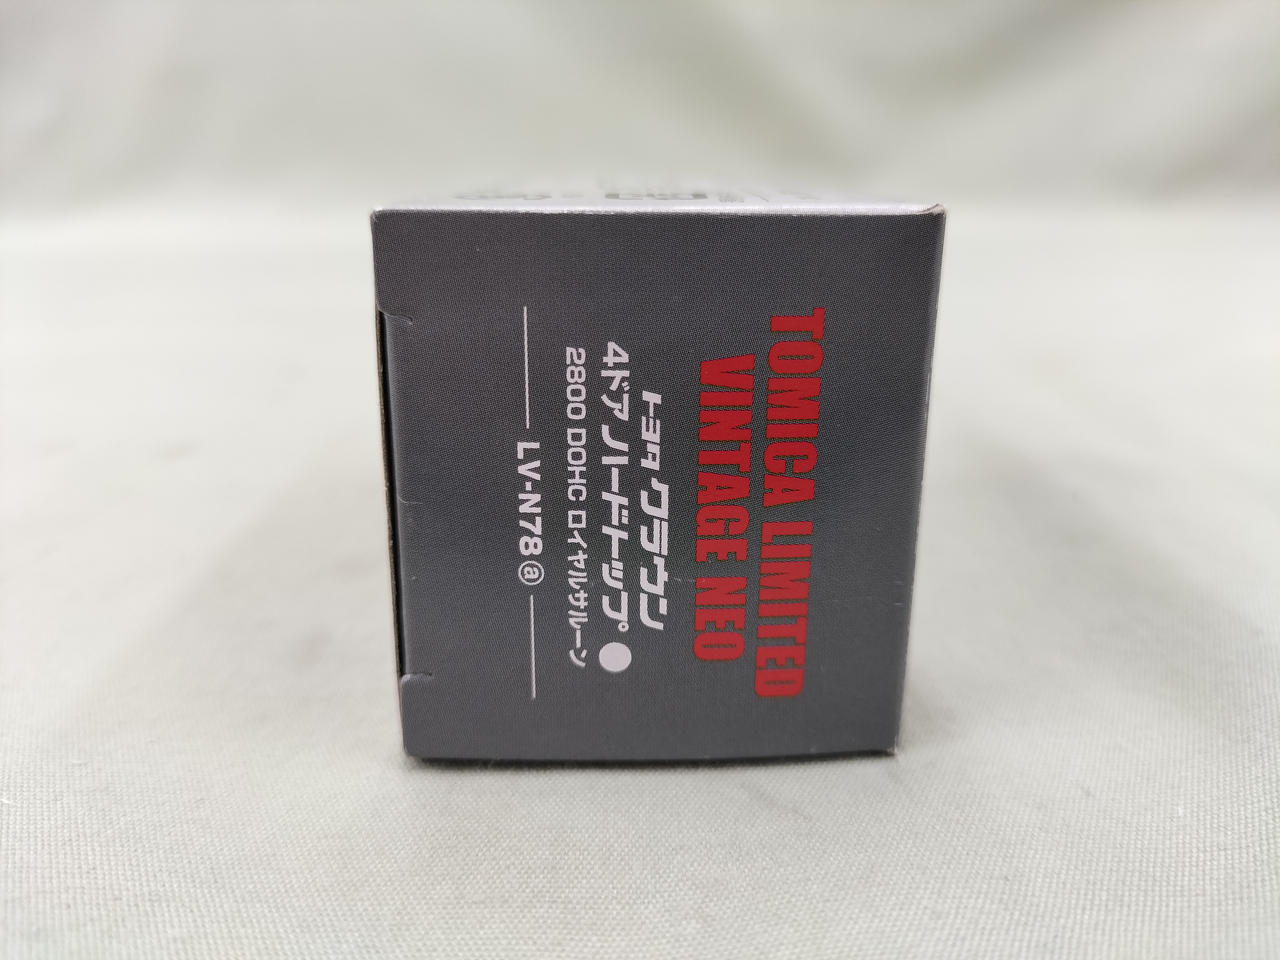 TOMICA LIMITED
VINTAGE NEO
トヨタ クラウン
4ドア ハードトップ
2800 DOHC ロイヤルサルーン
LV-N78 ⓐ